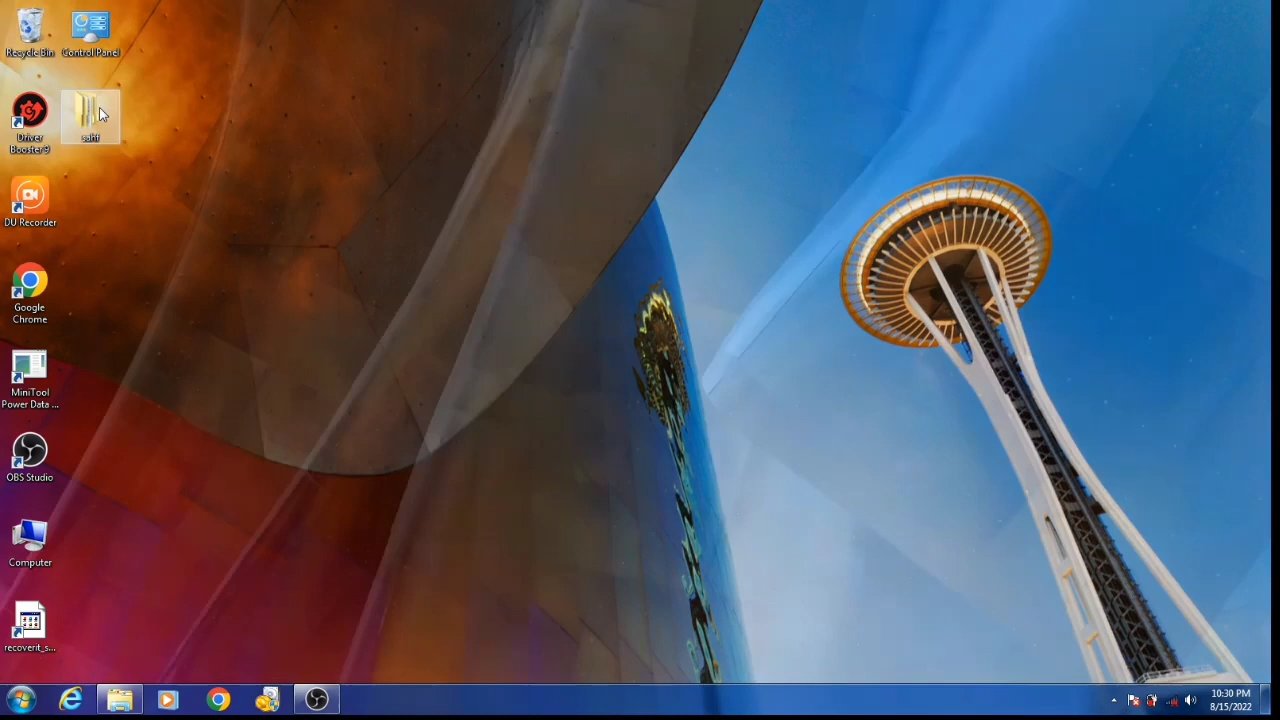 Recycle Bin
Control Panel
Driver
Booster 9
DU Recorder
Google
Chrome
MiniTool
Power Data ...
OBS Studio
Computer
recoverit_s...
10:30 PM
8/15/2022